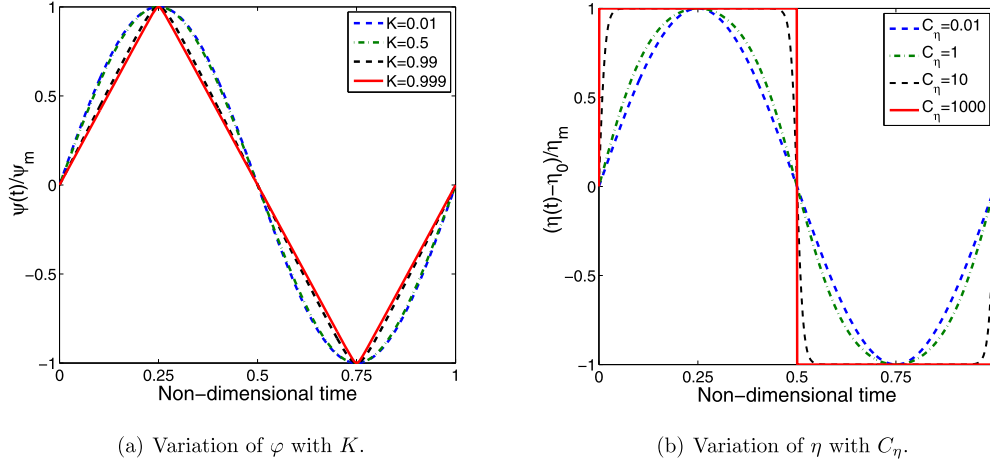 K=0.01
K=0.5
K=0.99
K=0.999
1
0.5
0
−0.5
−1
ψ(t)/ψm
0 0.25 0.5 0.75 1
Non−dimensional time
(a) Variation of φ with K.
Cη=0.01
Cη=1
Cη=10
Cη=1000
1
0.5
0
−0.5
−1
(η(t)−η0)/ηm
0 0.25 0.5 0.75
Non−dimensional time
(b) Variation of η with Cη.